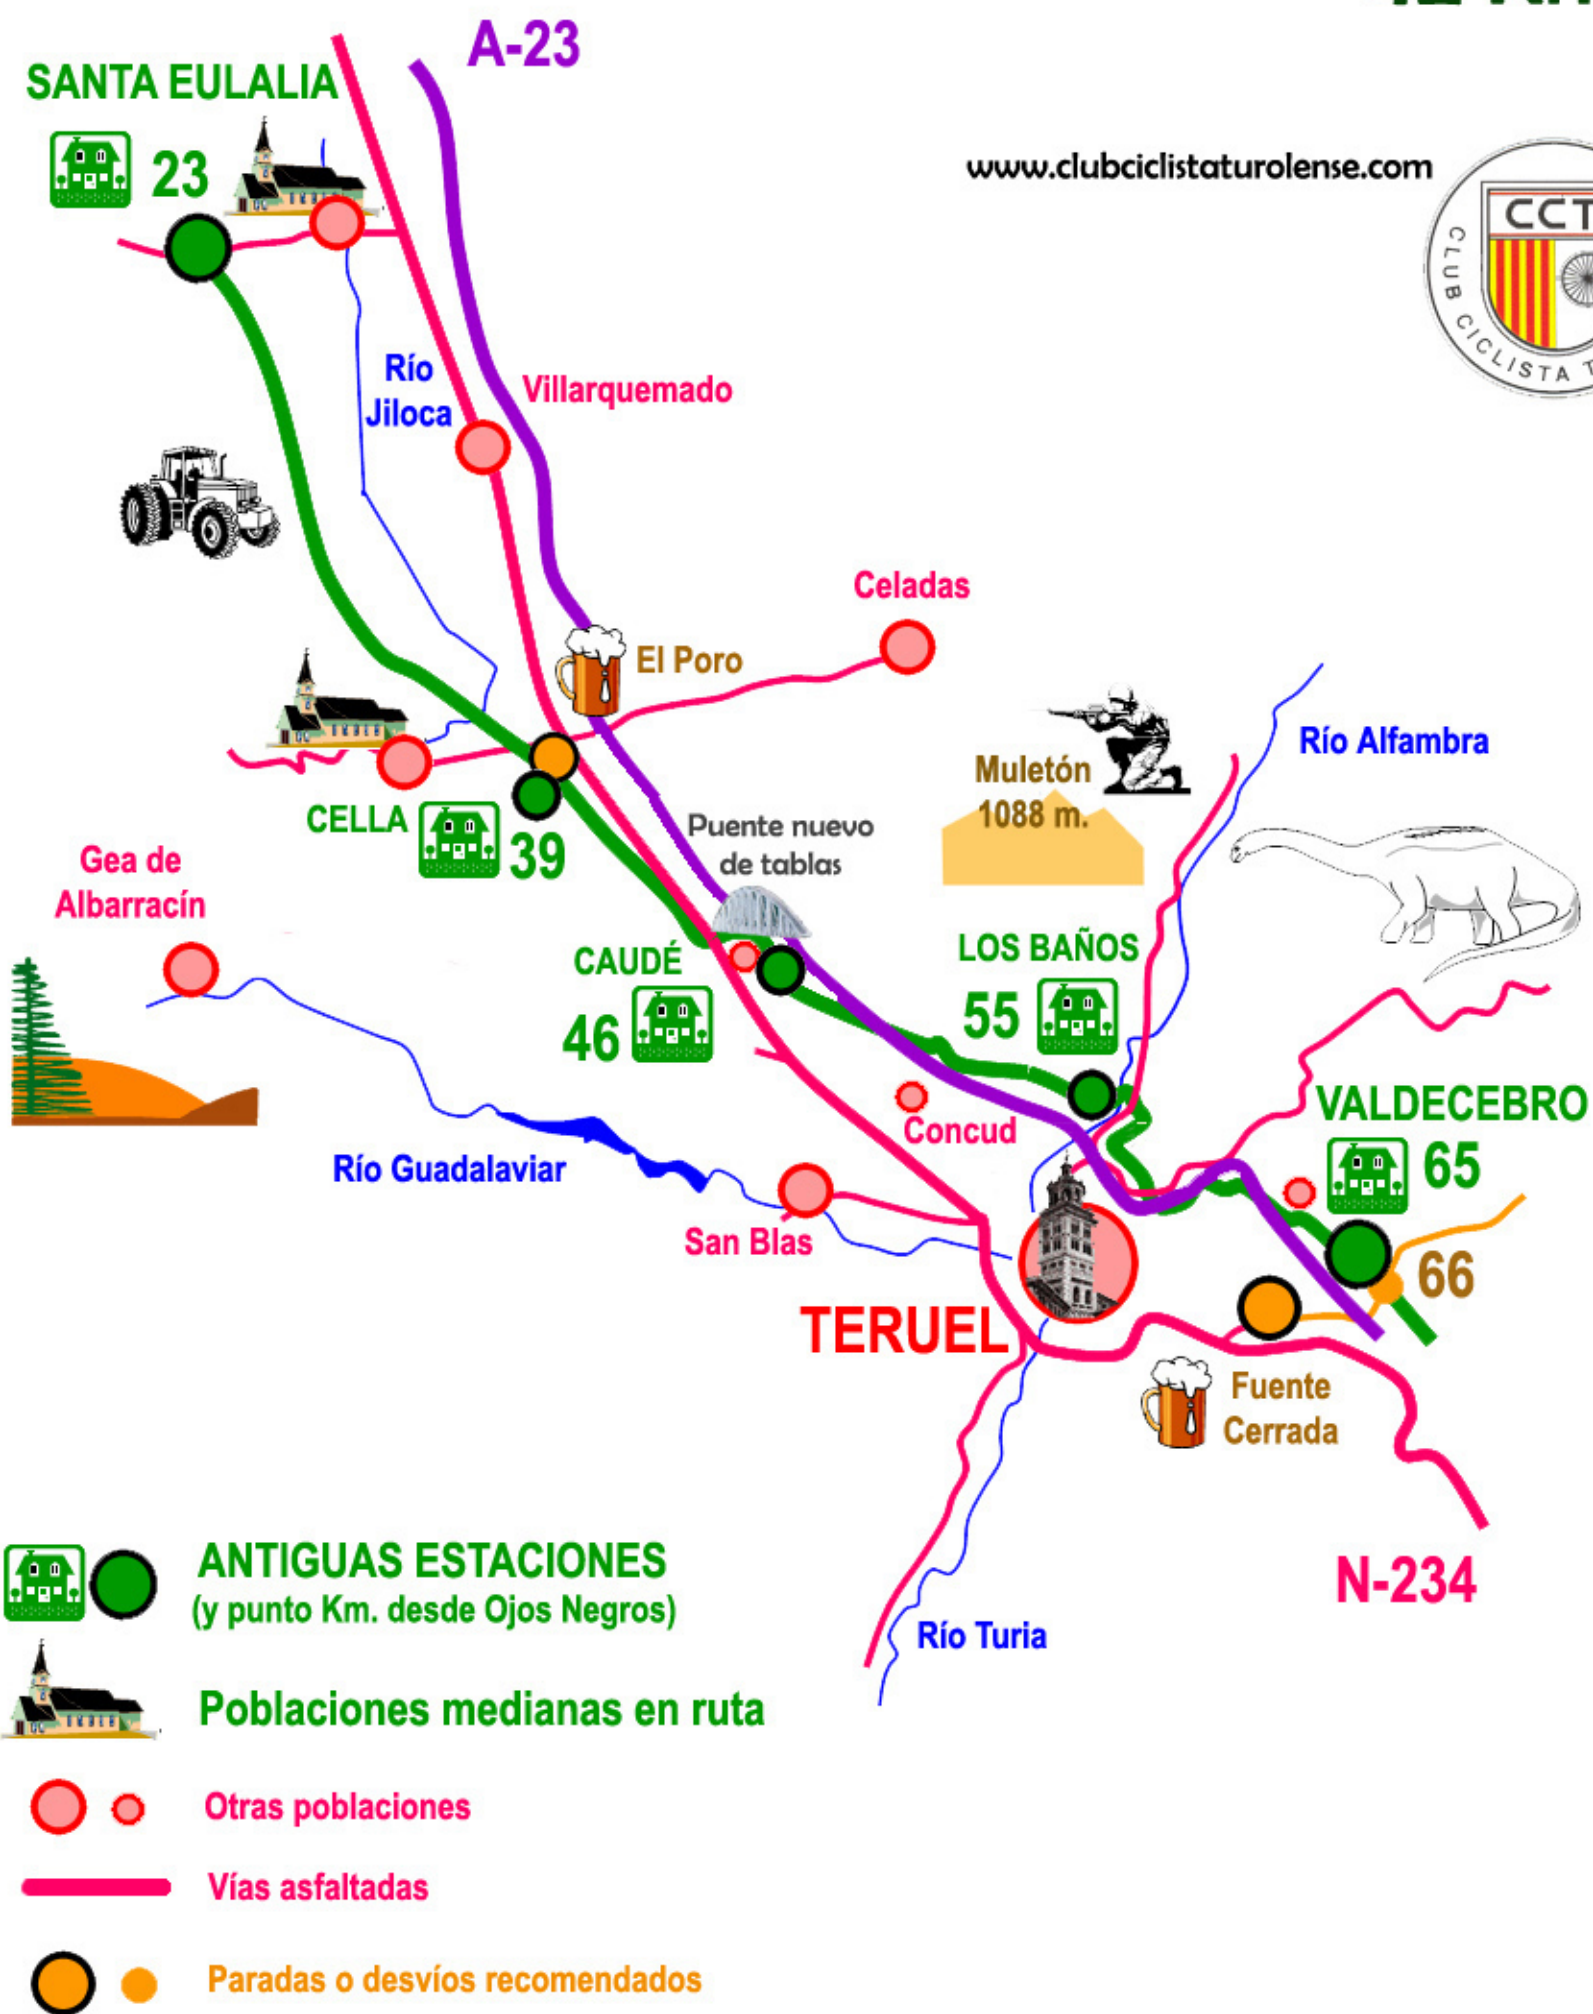 A-23
SANTA EULALIA
23
www.clubciclistaturolense.com
CCT
CLUB CICLISTA T
Río
Jiloca
Villarquemado
Celadas
El Poro
Río Alfambra
Muletón
1088 m.
CELLA
39
Puente nuevo
de tablas
Gea de
Albarracín
CAUDÉ
46
LOS BAÑOS
55
Concud
VALDECEBRO
65
Río Guadalaviar
San Blas
66
TERUEL
Fuente
Cerrada
N-234
Río Turia
ANTIGUAS ESTACIONES
(y punto Km. desde Ojos Negros)
Poblaciones medianas en ruta
Otras poblaciones
Vías asfaltadas
Paradas o desvíos recomendados